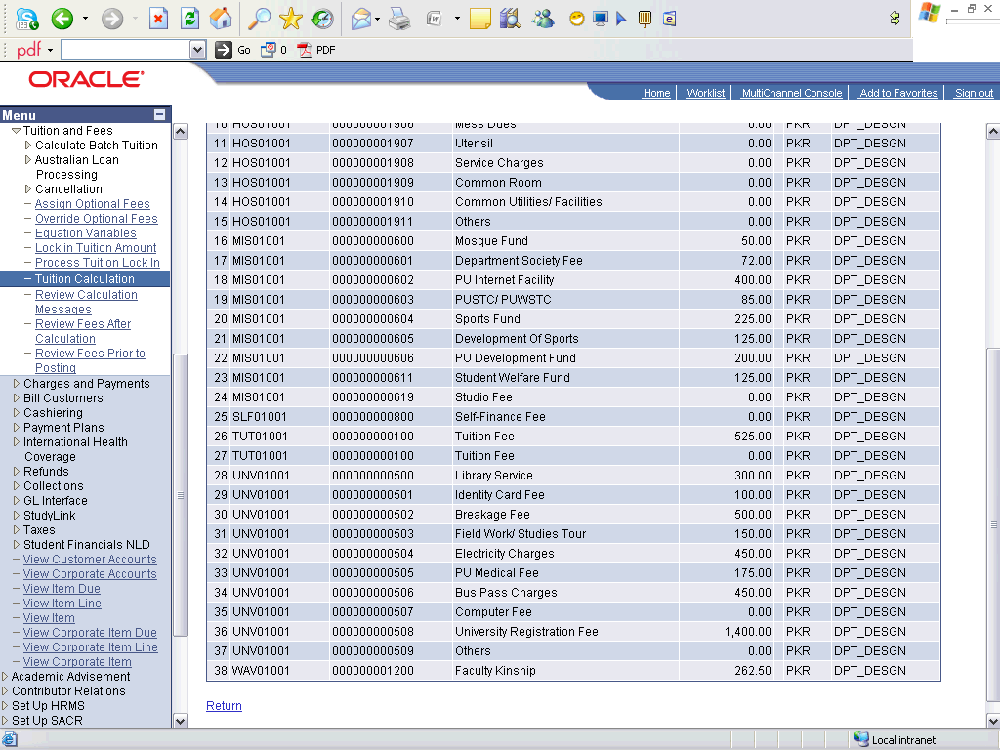 pdf
Go
0
PDF
ORACLE
Home
Worklist
MultiChannel Console
Add to Favorites
Sign out
Menu
Tuition and Fees
Calculate Batch Tuition
Australian Loan
Processing
Cancellation
Assign Optional Fees
Override Optional Fees
Equation Variables
Lock in Tuition Amount
Process Tuition Lock In
Tuition Calculation
Review Calculation
Messages
Review Fees After
Calculation
Review Fees Prior to
Posting
Charges and Payments
Bill Customers
Cashiering
Payment Plans
International Health
Coverage
Refunds
Collections
GL Interface
StudyLink
Taxes
Student Financials NLD
View Customer Accounts
View Corporate Accounts
View Item Due
View Item Line
View Item
View Corporate Item Due
View Corporate Item Line
View Corporate Item
Academic Advisement
Contributor Relations
Set Up HRMS
Set Up SACR
10 HOS01001 000000001906 Mess Dues 0.00 PKR DPT_DESGN
11 HOS01001 000000001907 Utensil 0.00 PKR DPT_DESGN
12 HOS01001 000000001908 Service Charges 0.00 PKR DPT_DESGN
13 HOS01001 000000001909 Common Room 0.00 PKR DPT_DESGN
14 HOS01001 000000001910 Common Utilities/ Facilities 0.00 PKR DPT_DESGN
15 HOS01001 000000001911 Others 0.00 PKR DPT_DESGN
16 MIS01001 000000000600 Mosque Fund 50.00 PKR DPT_DESGN
17 MIS01001 000000000601 Department Society Fee 72.00 PKR DPT_DESGN
18 MIS01001 000000000602 PU Internet Facility 400.00 PKR DPT_DESGN
19 MIS01001 000000000603 PUSTC/ PUWSTC 85.00 PKR DPT_DESGN
20 MIS01001 000000000604 Sports Fund 225.00 PKR DPT_DESGN
21 MIS01001 000000000605 Development Of Sports 125.00 PKR DPT_DESGN
22 MIS01001 000000000606 PU Development Fund 200.00 PKR DPT_DESGN
23 MIS01001 000000000611 Student Welfare Fund 125.00 PKR DPT_DESGN
24 MIS01001 000000000619 Studio Fee 0.00 PKR DPT_DESGN
25 SLF01001 000000000800 Self-Finance Fee 0.00 PKR DPT_DESGN
26 TUT01001 000000000100 Tuition Fee 525.00 PKR DPT_DESGN
27 TUT01001 000000000100 Tuition Fee 0.00 PKR DPT_DESGN
28 UNV01001 000000000500 Library Service 300.00 PKR DPT_DESGN
29 UNV01001 000000000501 Identity Card Fee 100.00 PKR DPT_DESGN
30 UNV01001 000000000502 Breakage Fee 500.00 PKR DPT_DESGN
31 UNV01001 000000000503 Field Work/ Studies Tour 150.00 PKR DPT_DESGN
32 UNV01001 000000000504 Electricity Charges 450.00 PKR DPT_DESGN
33 UNV01001 000000000505 PU Medical Fee 175.00 PKR DPT_DESGN
34 UNV01001 000000000506 Bus Pass Charges 450.00 PKR DPT_DESGN
35 UNV01001 000000000507 Computer Fee 0.00 PKR DPT_DESGN
36 UNV01001 000000000508 University Registration Fee 1,400.00 PKR DPT_DESGN
37 UNV01001 000000000509 Others 0.00 PKR DPT_DESGN
38 WAV01001 000000001200 Faculty Kinship 262.50 PKR DPT_DESGN
Return
Local intranet